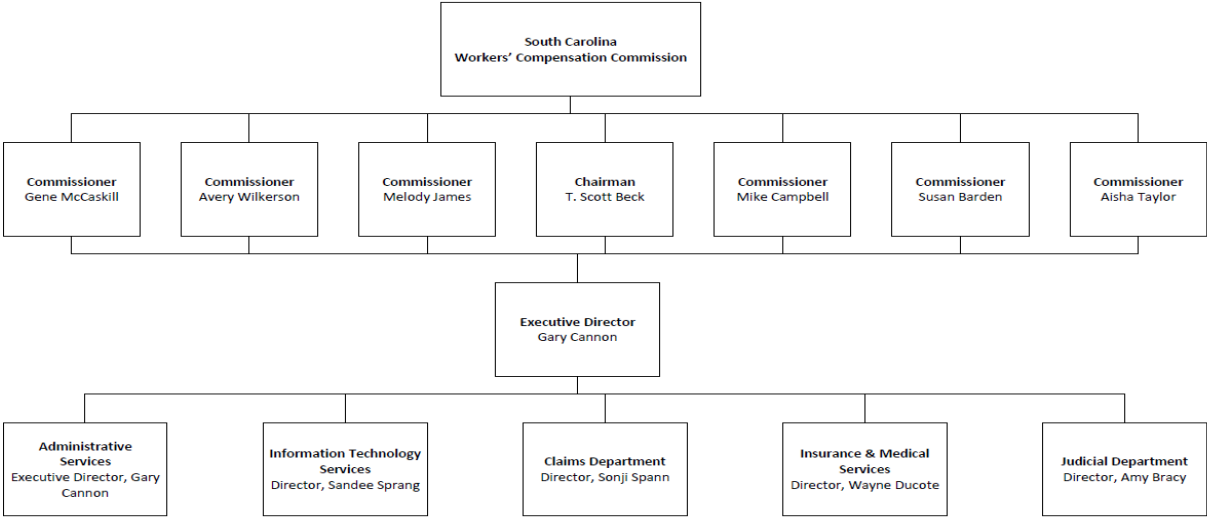 South Carolina
Workers’ Compensation Commission
Commissioner
Gene McCaskill
Commissioner
Avery Wilkerson
Commissioner
Melody James
Chairman
T. Scott Beck
Commissioner
Mike Campbell
Commissioner
Susan Barden
Commissioner
Aisha Taylor
Executive Director
Gary Cannon
Administrative
Services
Executive Director, Gary
Cannon
Information Technology
Services
Director, Sandee Sprang
Claims Department
Director, Sonji Spann
Insurance & Medical
Services
Director, Wayne Ducote
Judicial Department
Director, Amy Bracy